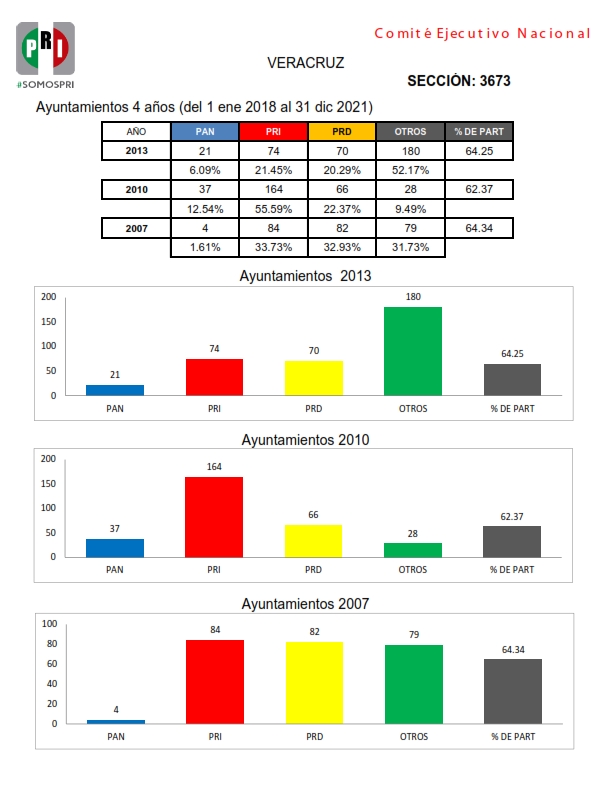 Comité Ejecutivo Nacional
PRI
#SOMOSPRI
VERACRUZ
SECCIÓN: 3673
Ayuntamientos 4 años (del 1 ene 2018 al 31 dic 2021)
AÑO PAN PRI PRD OTROS % DE PART
2013 21 74 70 180 64.25
6.09% 21.45% 20.29% 52.17%
2010 37 164 66 28 62.37
12.54% 55.59% 22.37% 9.49%
2007 4 84 82 79 64.34
1.61% 33.73% 32.93% 31.73%
Ayuntamientos 2013
200
150
100
50
0
21 74 70 180 64.25
PAN PRI PRD OTROS % DE PART
Ayuntamientos 2010
200
150
100
50
0
37 164 66 28 62.37
PAN PRI PRD OTROS % DE PART
Ayuntamientos 2007
100
80
60
40
20
0
4 84 82 79 64.34
PAN PRI PRD OTROS % DE PART